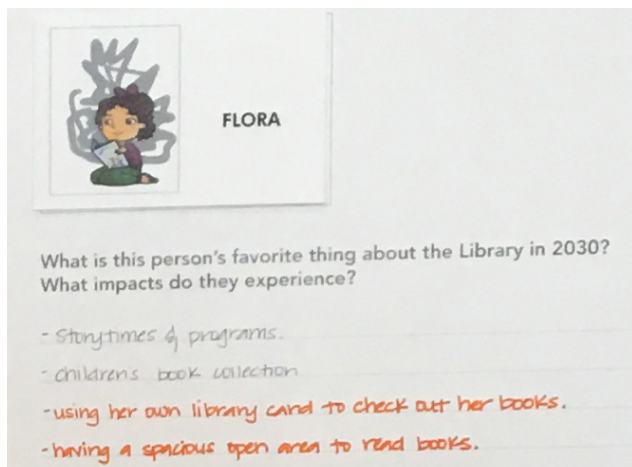 FLORA
What is this person's favorite thing about the Library in 2030?
What impacts do they experience?
- Storytimes & programs.
- children's book collection
- using her own library card to check out her books.
- having a spacious open area to read books.